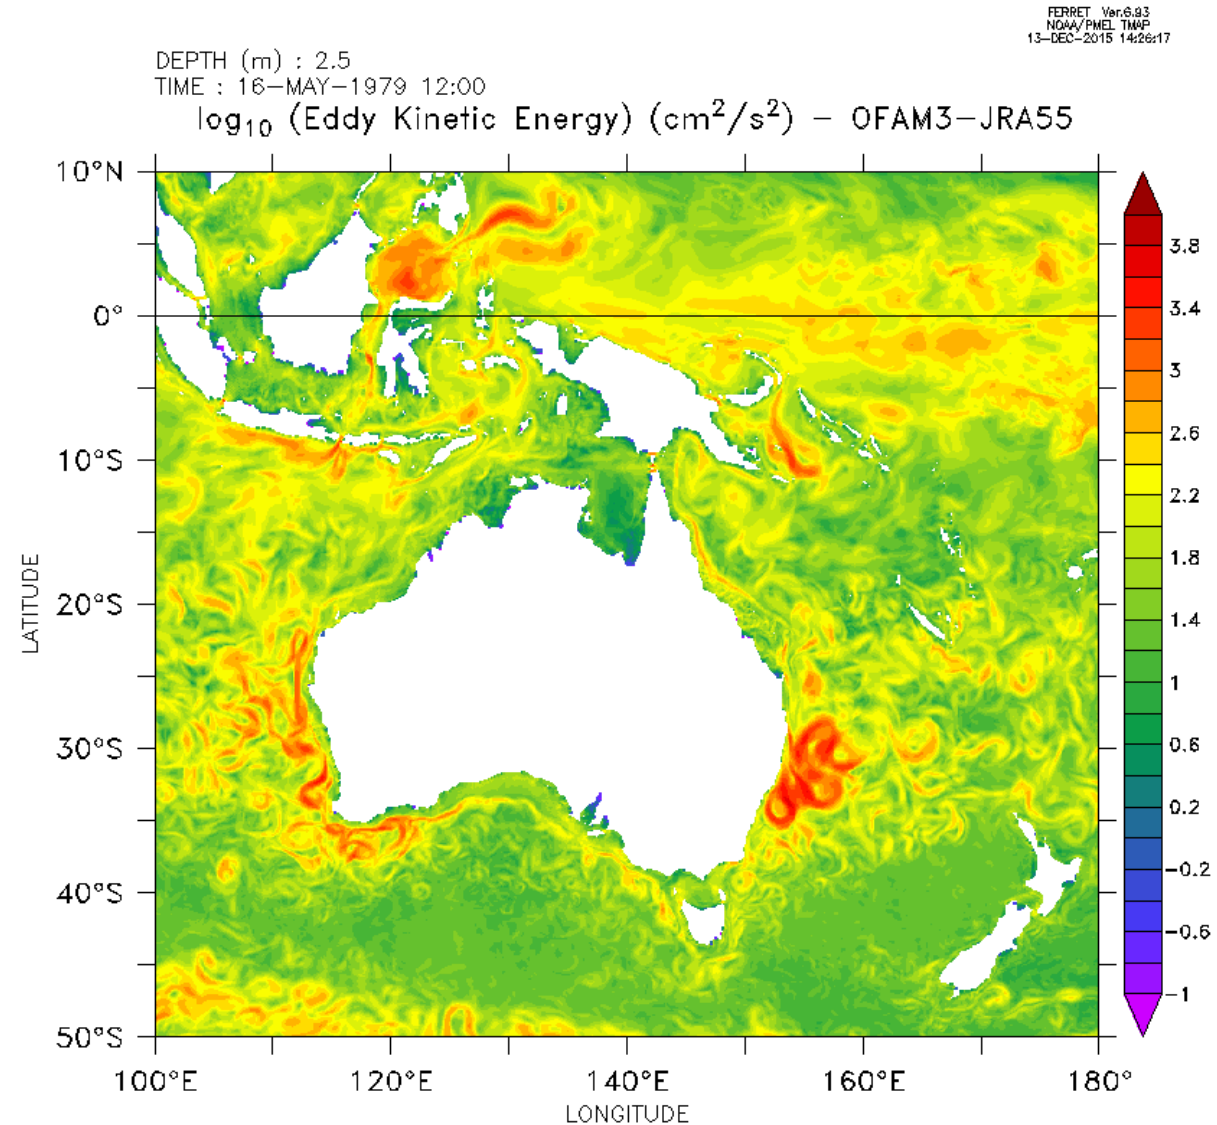 FERRET Ver.6.93
NOAA/PMEL TMAP
13-DEC-2015 14:26:17
DEPTH (m) : 2.5
TIME : 16-MAY-1979 12:00
log₁₀ (Eddy Kinetic Energy) (cm²/s²) - OFAM3-JRA55
10°N
0°
10°S
20°S
30°S
40°S
50°S
LATITUDE
100°E 120°E 140°E 160°E 180°
LONGITUDE
3.8
3.4
3
2.6
2.2
1.8
1.4
1
0.6
0.2
-0.2
-0.6
-1